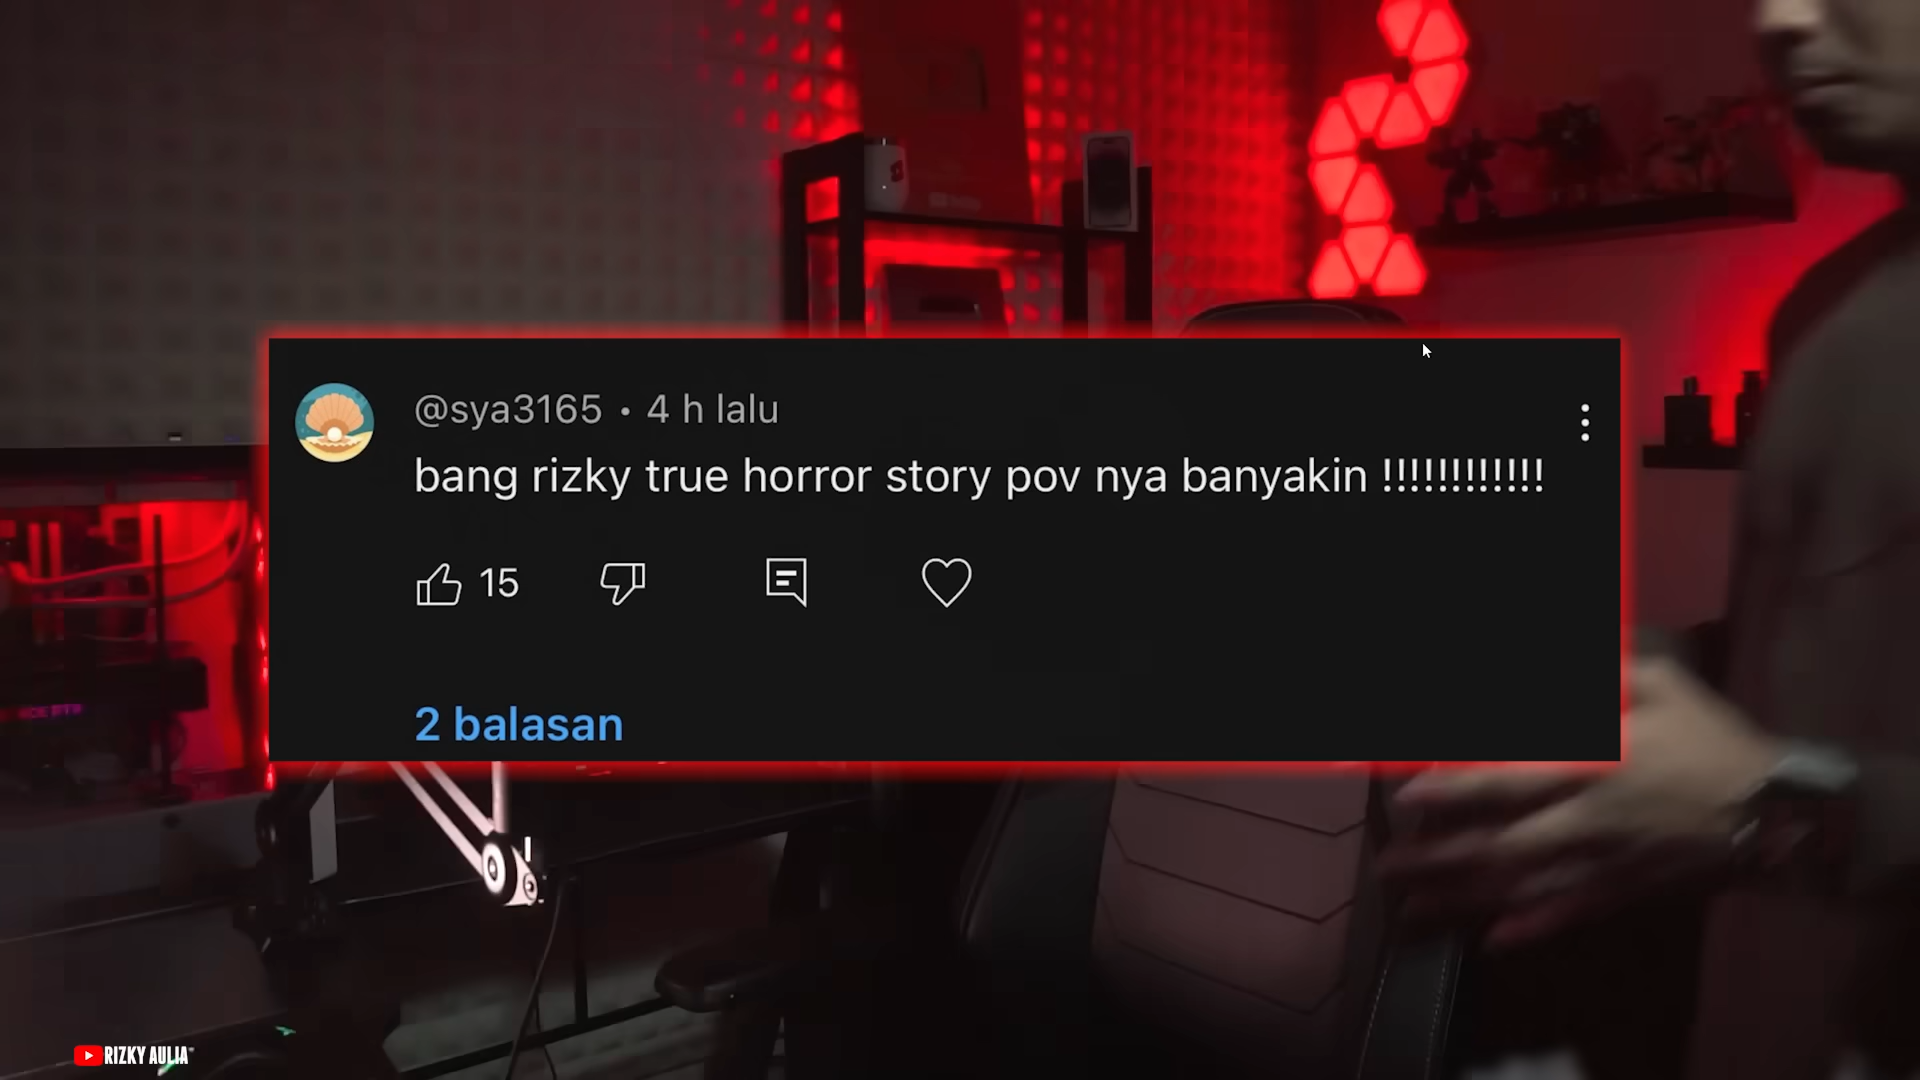 @sya3165 • 4 h lalu
bang rizky true horror story pov nya banyakin !!!!!!!!!!!!
15
2 balasan
RIZKY AULIA